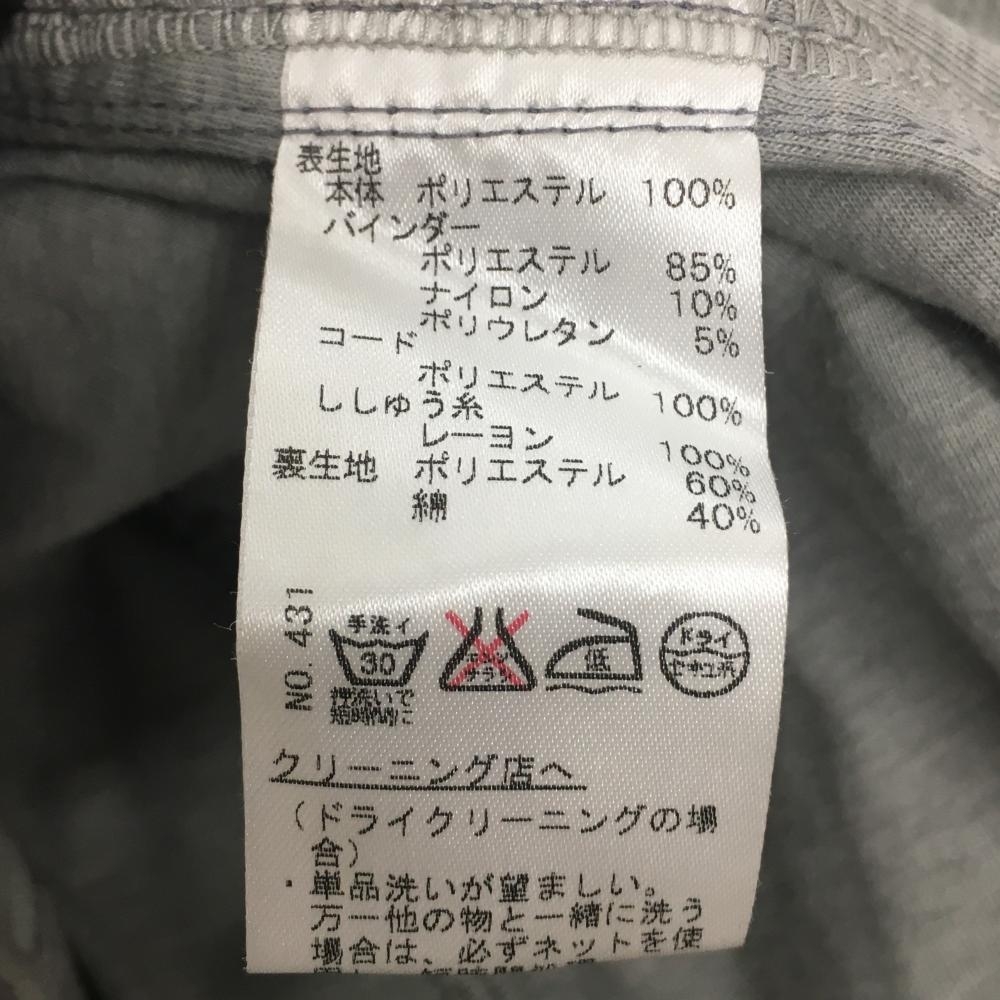 表生地
本体 ポリエステル 100%
バインダー
ポリエステル 85%
ナイロン 10%
ポリウレタン 5%
コード
ポリエステル 100%
ししゅう糸
レーヨン 100%
裏生地 ポリエステル 60%
綿 40%
NO. 431
手洗イ
30
押洗いで
短時間に
エンソ
サラシ
低
ドライ
セキユ系
クリーニング店へ
(ドライクリーニングの場
合)
・単品洗いが望ましい。
万一他の物と一緒に洗う
場合は、必ずネットを使